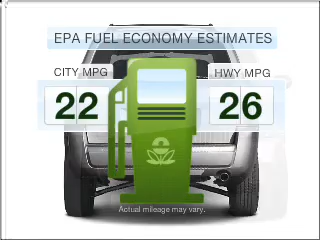 EPA FUEL ECONOMY ESTIMATES
CITY MPG
HWY MPG
22
26
Actual mileage may vary.